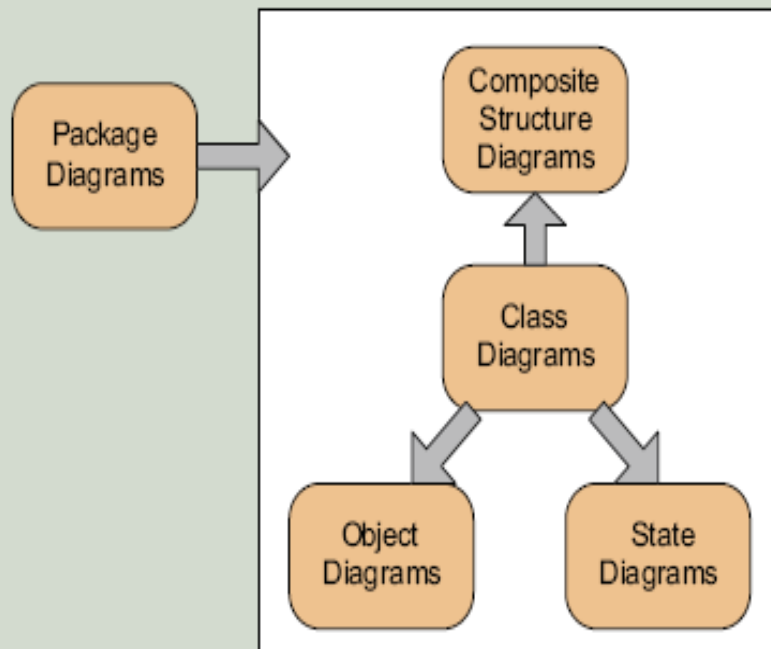 Composite
Structure
Diagrams
Package
Diagrams
Class
Diagrams
Object
Diagrams
State
Diagrams